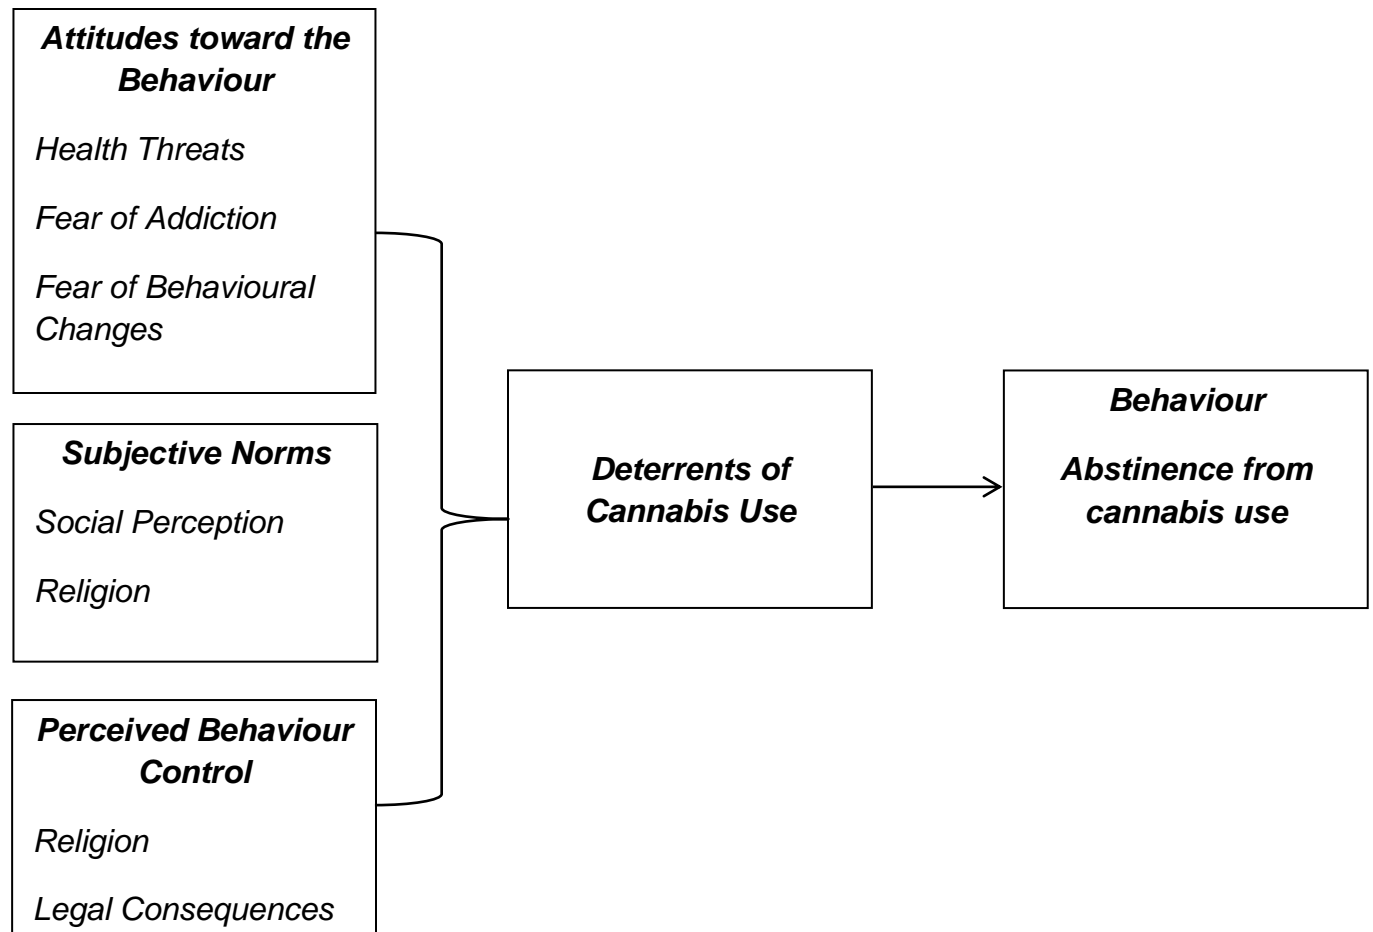 Attitudes toward the
Behaviour
Health Threats
Fear of Addiction
Fear of Behavioural
Changes
Subjective Norms
Social Perception
Religion
Perceived Behaviour
Control
Religion
Legal Consequences
Deterrents of
Cannabis Use
Behaviour
Abstinence from
cannabis use